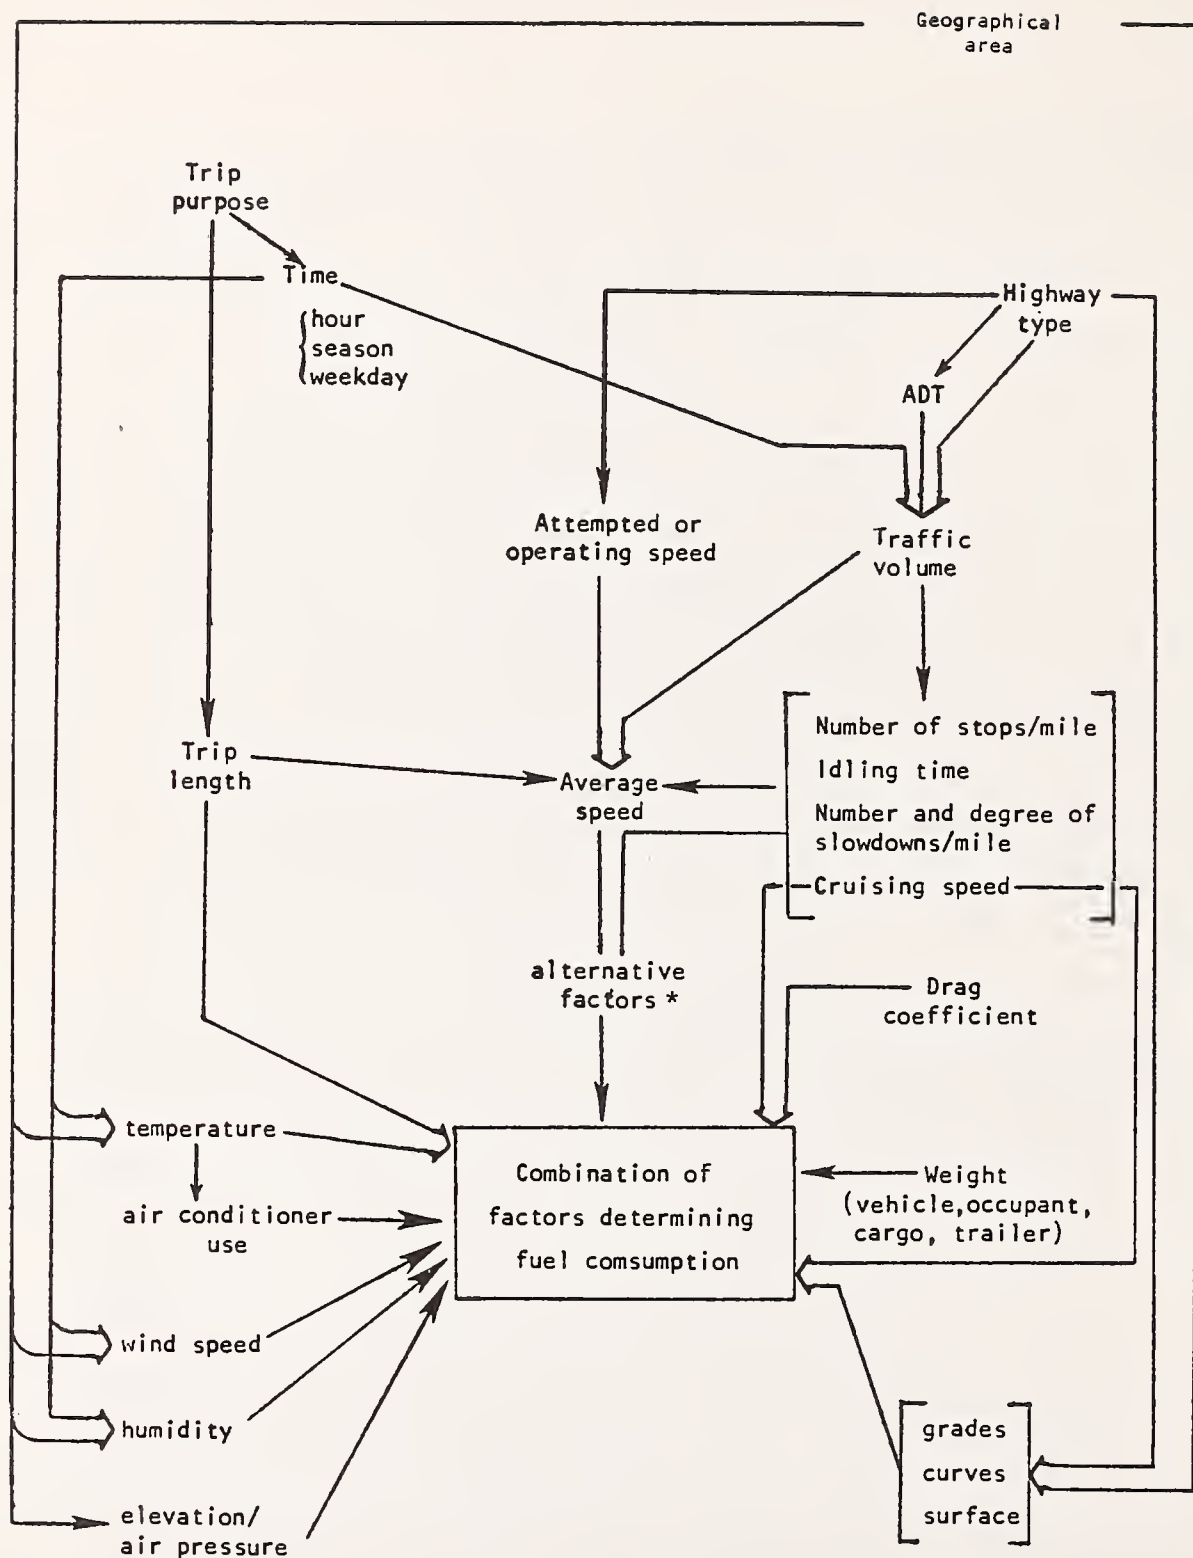 Geographical
area
Trip
purpose
Time
hour
season
weekday
Highway
type
ADT
Attempted or
operating speed
Traffic
volume
Trip
length
Average
speed
Number of stops/mile
Idling time
Number and degree of
slowdowns/mile
Cruising speed
alternative
factors *
Drag
coefficient
temperature
air conditioner
use
Combination of
factors determining
fuel comsumption
Weight
(vehicle,occupant,
cargo, trailer)
wind speed
humidity
elevation/
air pressure
grades
curves
surface